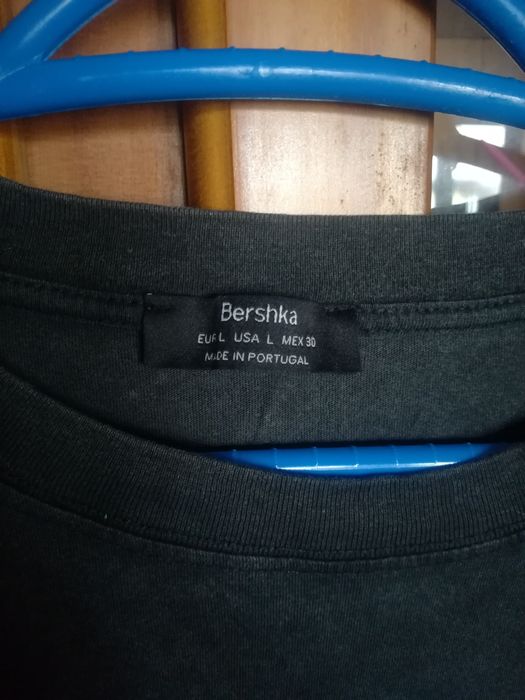 Bershka
EUR L USA L MEX 30
MADE IN PORTUGAL